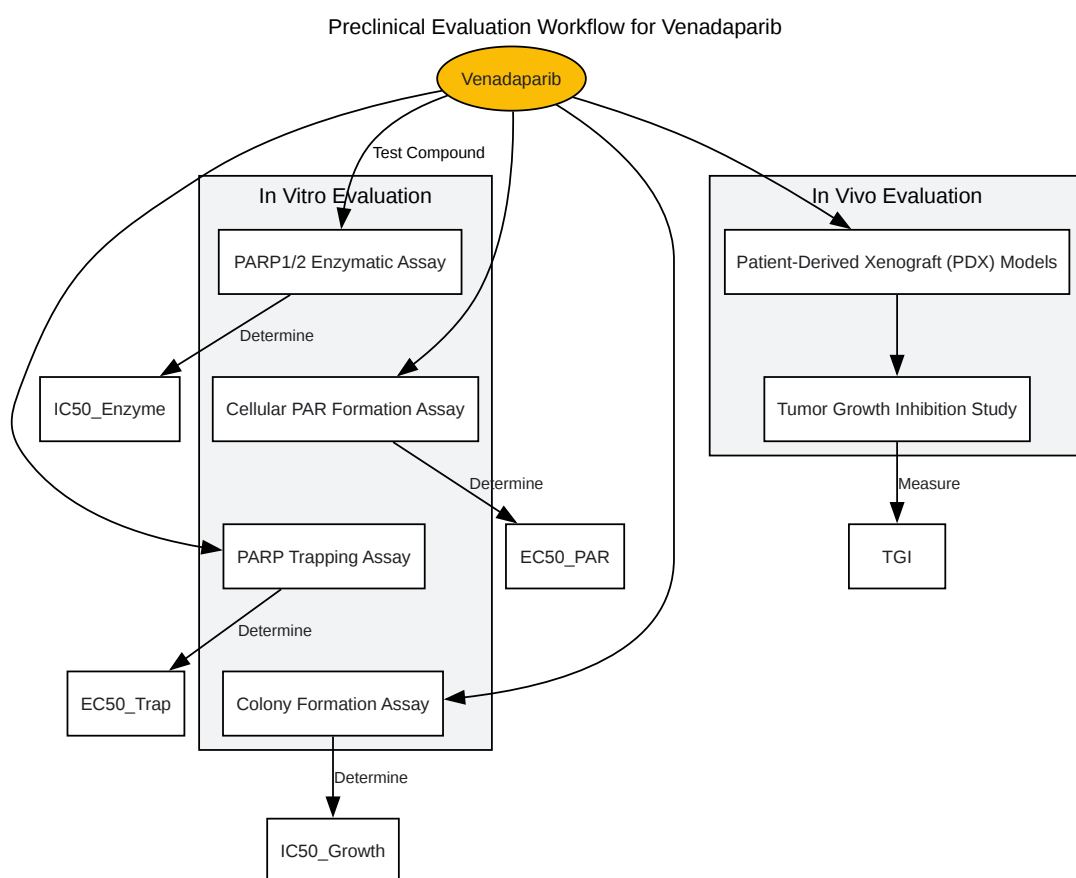 Preclinical Evaluation Workflow for Venadaparib
Venadaparib
Test Compound
In Vitro Evaluation
In Vivo Evaluation
PARP1/2 Enzymatic Assay
Patient-Derived Xenograft (PDX) Models
Determine
IC50_Enzyme
Cellular PAR Formation Assay
Tumor Growth Inhibition Study
Determine
Measure
PARP Trapping Assay
EC50_PAR
TGI
Determine
EC50_Trap
Colony Formation Assay
Determine
IC50_Growth